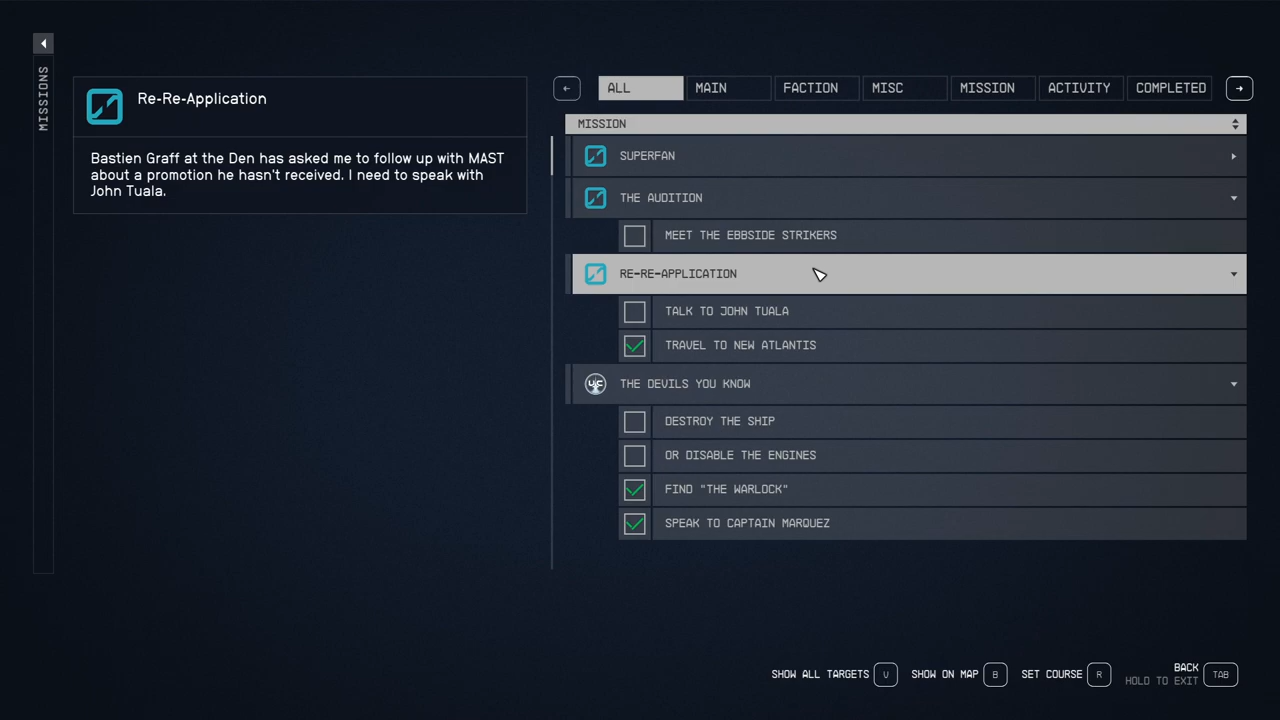 MISSIONS
Re-Re-Application
Bastien Graff at the Den has asked me to follow up with MAST
about a promotion he hasn't received. I need to speak with
John Tuala.
ALL MAIN FACTION MISC MISSION ACTIVITY COMPLETED
MISSION
SUPERFAN
THE AUDITION
MEET THE EBBSIDE STRIKERS
RE-RE-APPLICATION
TALK TO JOHN TUALA
TRAVEL TO NEW ATLANTIS
UC THE DEVILS YOU KNOW
DESTROY THE SHIP
OR DISABLE THE ENGINES
FIND "THE WARLOCK"
SPEAK TO CAPTAIN MARQUEZ
SHOW ALL TARGETS V SHOW ON MAP B SET COURSE R BACK TAB
HOLD TO EXIT